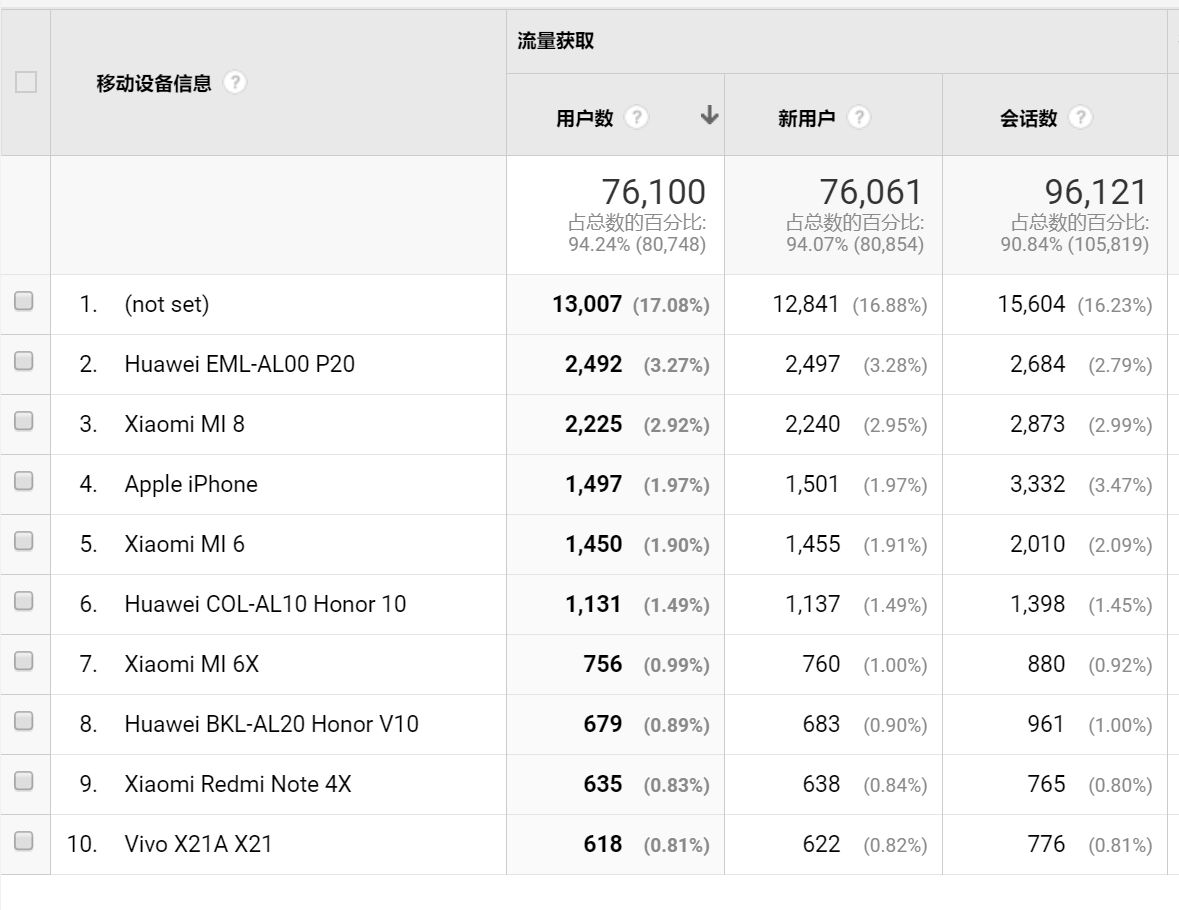 流量获取
移动设备信息 ?
用户数 ? 新用户 ? 会话数 ?
76,100 76,061 96,121
占总数的百分比: 占总数的百分比: 占总数的百分比:
94.24% (80,748) 94.07% (80,854) 90.84% (105,819)
1. (not set) 13,007 (17.08%) 12,841 (16.88%) 15,604 (16.23%)
2. Huawei EML-AL00 P20 2,492 (3.27%) 2,497 (3.28%) 2,684 (2.79%)
3. Xiaomi MI 8 2,225 (2.92%) 2,240 (2.95%) 2,873 (2.99%)
4. Apple iPhone 1,497 (1.97%) 1,501 (1.97%) 3,332 (3.47%)
5. Xiaomi MI 6 1,450 (1.90%) 1,455 (1.91%) 2,010 (2.09%)
6. Huawei COL-AL10 Honor 10 1,131 (1.49%) 1,137 (1.49%) 1,398 (1.45%)
7. Xiaomi MI 6X 756 (0.99%) 760 (1.00%) 880 (0.92%)
8. Huawei BKL-AL20 Honor V10 679 (0.89%) 683 (0.90%) 961 (1.00%)
9. Xiaomi Redmi Note 4X 635 (0.83%) 638 (0.84%) 765 (0.80%)
10. Vivo X21A X21 618 (0.81%) 622 (0.82%) 776 (0.81%)